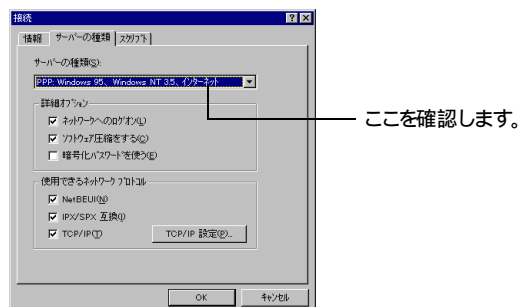 接続
情報 サーバーの種類 スクリプト
サーバーの種類(S):
PPP: Windows 95、Windows NT 3.5、インターネット
詳細オプション
ネットワークへのログオン(L)
ソフトウェア圧縮をする(C)
暗号化パスワードを使う(E)
使用できるネットワーク プロトコル
NetBEUI(N)
IPX/SPX 互換(I)
TCP/IP(T)
TCP/IP 設定(P)...
OK キャンセル
ここを確認します。